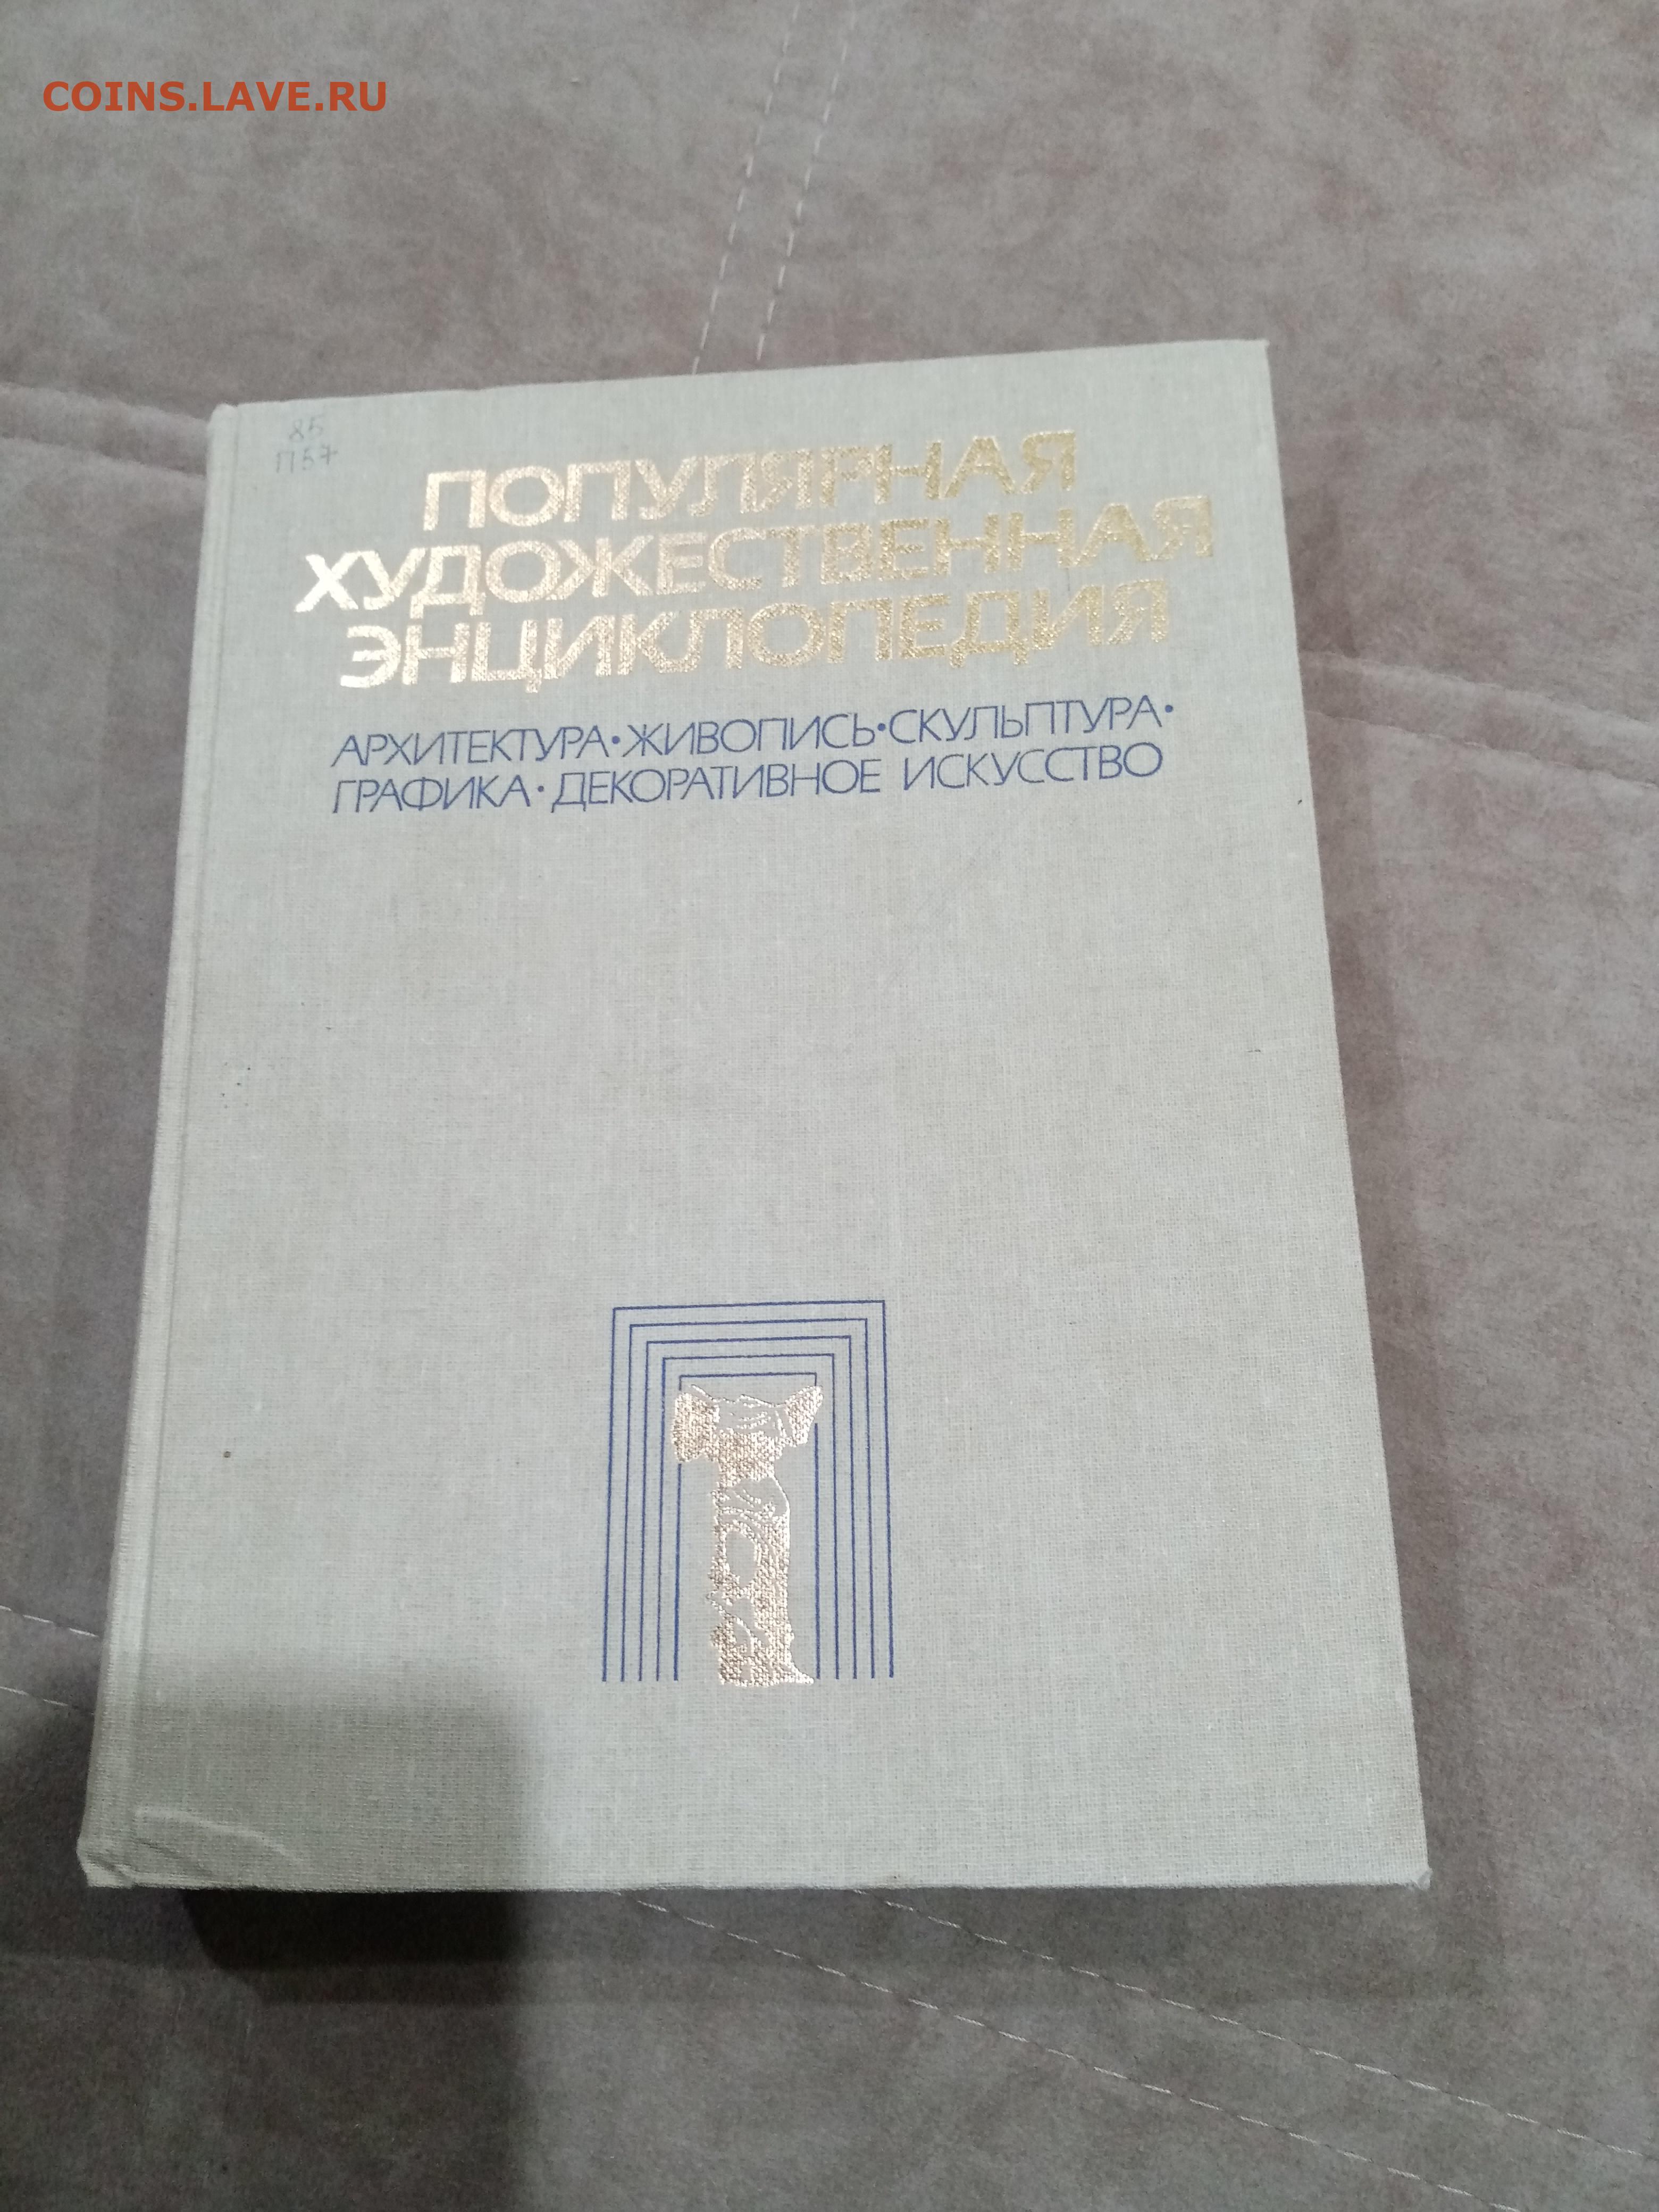 COINS.LAVE.RU
85
П57
ПОПУЛЯРНАЯ
ХУДОЖЕСТВЕННАЯ
ЭНЦИКЛОПЕДИЯ
АРХИТЕКТУРА•ЖИВОПИСЬ•СКУЛЬПТУРА•
ГРАФИКА•ДЕКОРАТИВНОЕ ИСКУССТВО